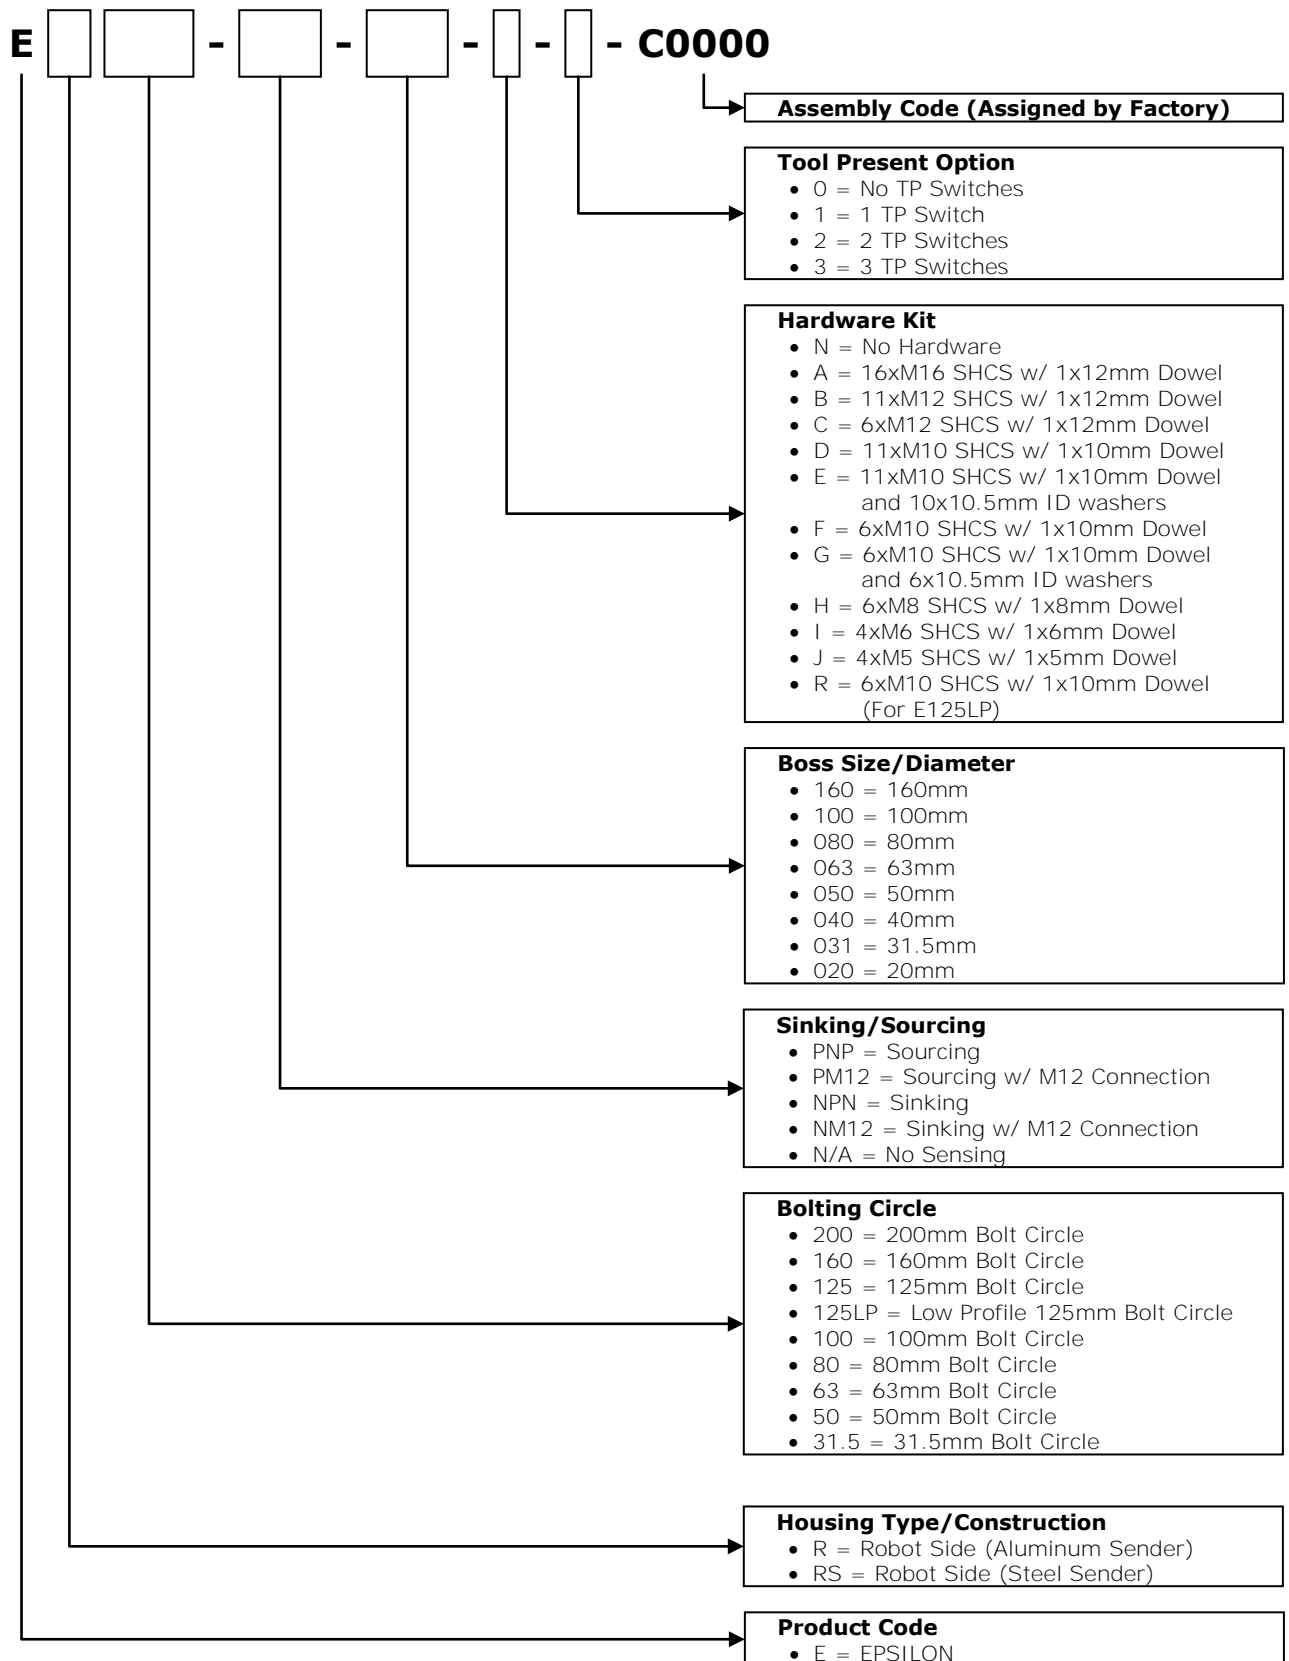 E - - - - - C0000
Assembly Code (Assigned by Factory)
Tool Present Option
• 0 = No TP Switches
• 1 = 1 TP Switch
• 2 = 2 TP Switches
• 3 = 3 TP Switches
Hardware Kit
• N = No Hardware
• A = 16xM16 SHCS w/ 1x12mm Dowel
• B = 11xM12 SHCS w/ 1x12mm Dowel
• C = 6xM12 SHCS w/ 1x12mm Dowel
• D = 11xM10 SHCS w/ 1x10mm Dowel
• E = 11xM10 SHCS w/ 1x10mm Dowel
and 10x10.5mm ID washers
• F = 6xM10 SHCS w/ 1x10mm Dowel
• G = 6xM10 SHCS w/ 1x10mm Dowel
and 6x10.5mm ID washers
• H = 6xM8 SHCS w/ 1x8mm Dowel
• I = 4xM6 SHCS w/ 1x6mm Dowel
• J = 4xM5 SHCS w/ 1x5mm Dowel
• R = 6xM10 SHCS w/ 1x10mm Dowel
(For E125LP)
Boss Size/Diameter
• 160 = 160mm
• 100 = 100mm
• 080 = 80mm
• 063 = 63mm
• 050 = 50mm
• 040 = 40mm
• 031 = 31.5mm
• 020 = 20mm
Sinking/Sourcing
• PNP = Sourcing
• PM12 = Sourcing w/ M12 Connection
• NPN = Sinking
• NM12 = Sinking w/ M12 Connection
• N/A = No Sensing
Bolting Circle
• 200 = 200mm Bolt Circle
• 160 = 160mm Bolt Circle
• 125 = 125mm Bolt Circle
• 125LP = Low Profile 125mm Bolt Circle
• 100 = 100mm Bolt Circle
• 80 = 80mm Bolt Circle
• 63 = 63mm Bolt Circle
• 50 = 50mm Bolt Circle
• 31.5 = 31.5mm Bolt Circle
Housing Type/Construction
• R = Robot Side (Aluminum Sender)
• RS = Robot Side (Steel Sender)
Product Code
• E = EPSILON